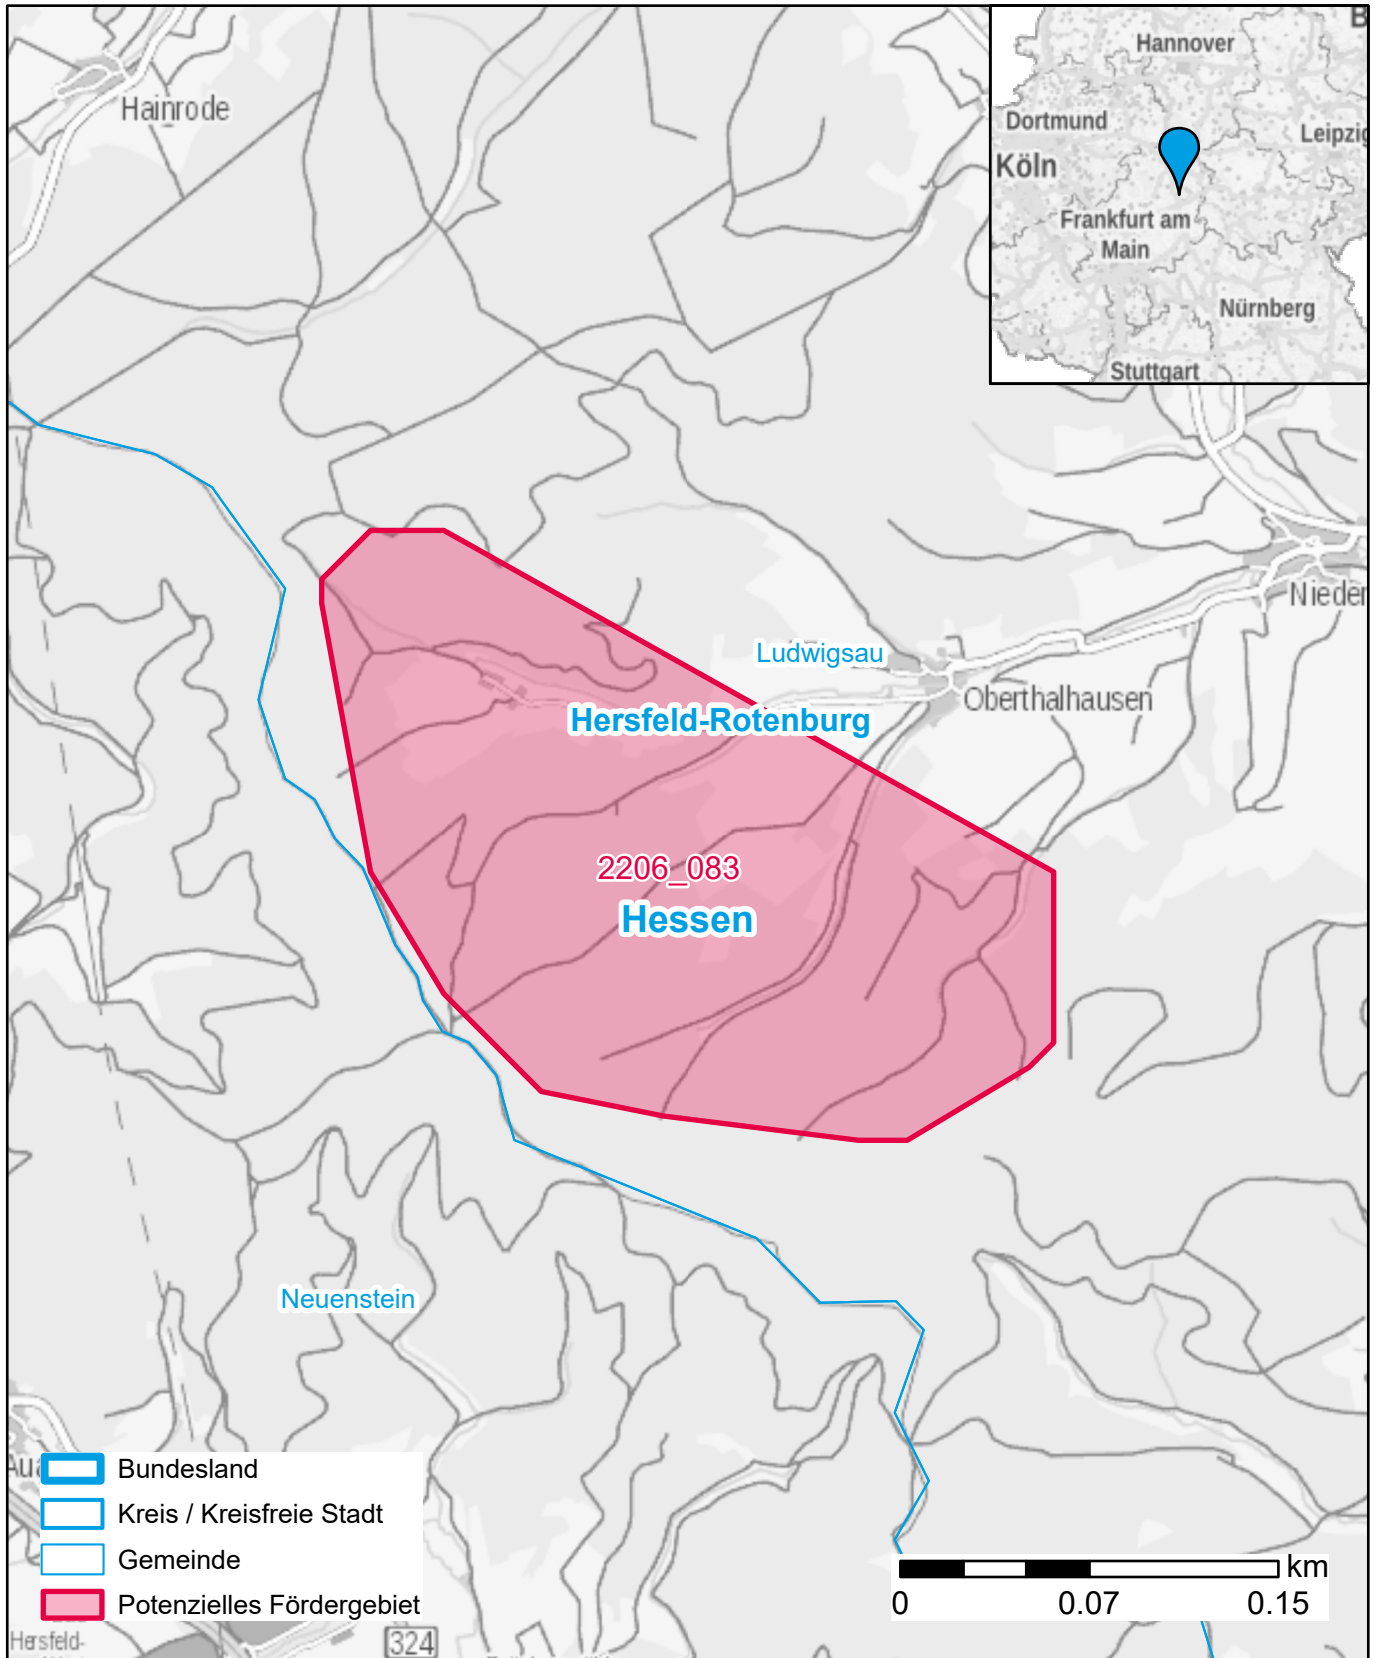 Hainrode
Hannover
Dortmund
Köln
Frankfurt am
Main
Nürnberg
Stuttgart
Ludwigsau
Oberthalhausen
Hersfeld-Rotenburg
2206_083
Hessen
Neuenstein
Bundesland
Kreis / Kreisfreie Stadt
Gemeinde
Potenzielles Fördergebiet
km
0 0.07 0.15
Hersfeld-
324
B
Leipzig
Nieder
Aua